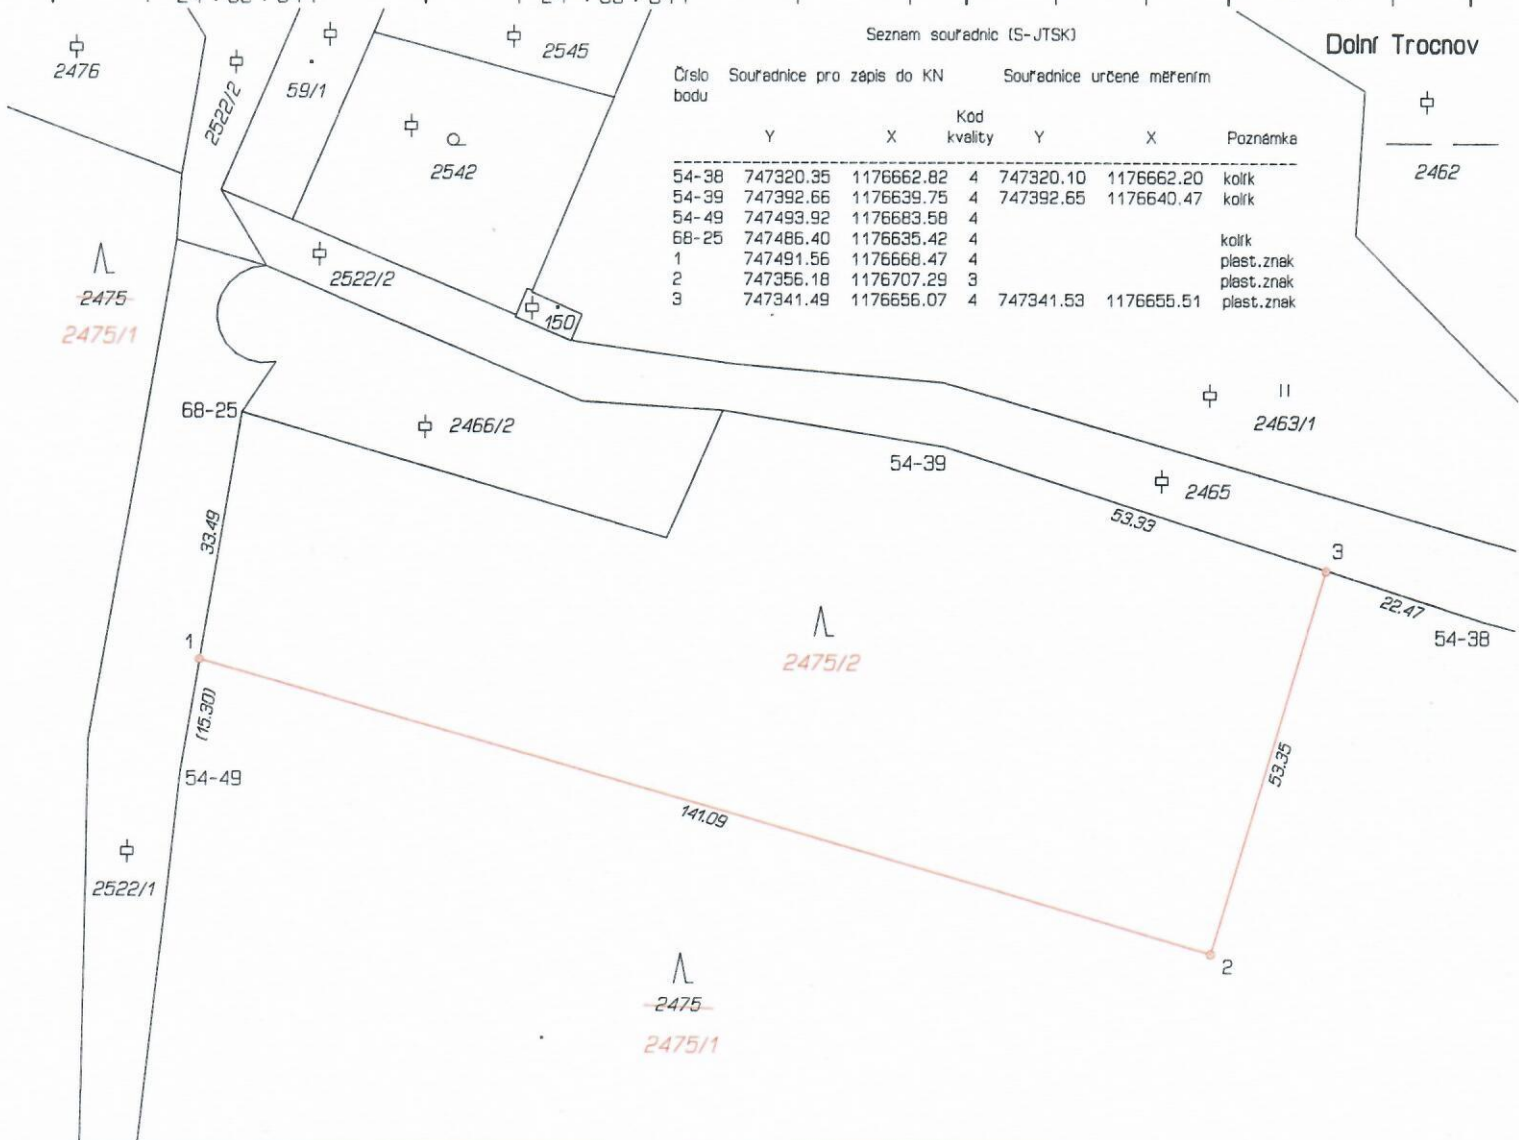 Seznam souřadnic (S-JTSK)
Dolní Trocnov
Číslo bodu Souřadnice pro zápis do KN Souřadnice určené měřením
Y X Kód kvality Y X Poznámka
54-38 747320.35 1176662.82 4 747320.10 1176662.20 kolík
54-39 747392.66 1176639.75 4 747392.65 1176640.47 kolík
54-49 747493.92 1176683.58 4
68-25 747486.40 1176635.42 4 kolík
1 747491.56 1176668.47 4 plast.znak
2 747356.18 1176707.29 3 plast.znak
3 747341.49 1176656.07 4 747341.53 1176655.51 plast.znak
2476
2522/2
59/1
2545
2542
2462
2522/2
150
2475
2475/1
68-25
2466/2
2463/1
54-39
2465
53.33
33.49
3
22.47
54-38
1
2475/2
(15.30)
54-49
53.35
141.09
2522/1
2
2475
2475/1